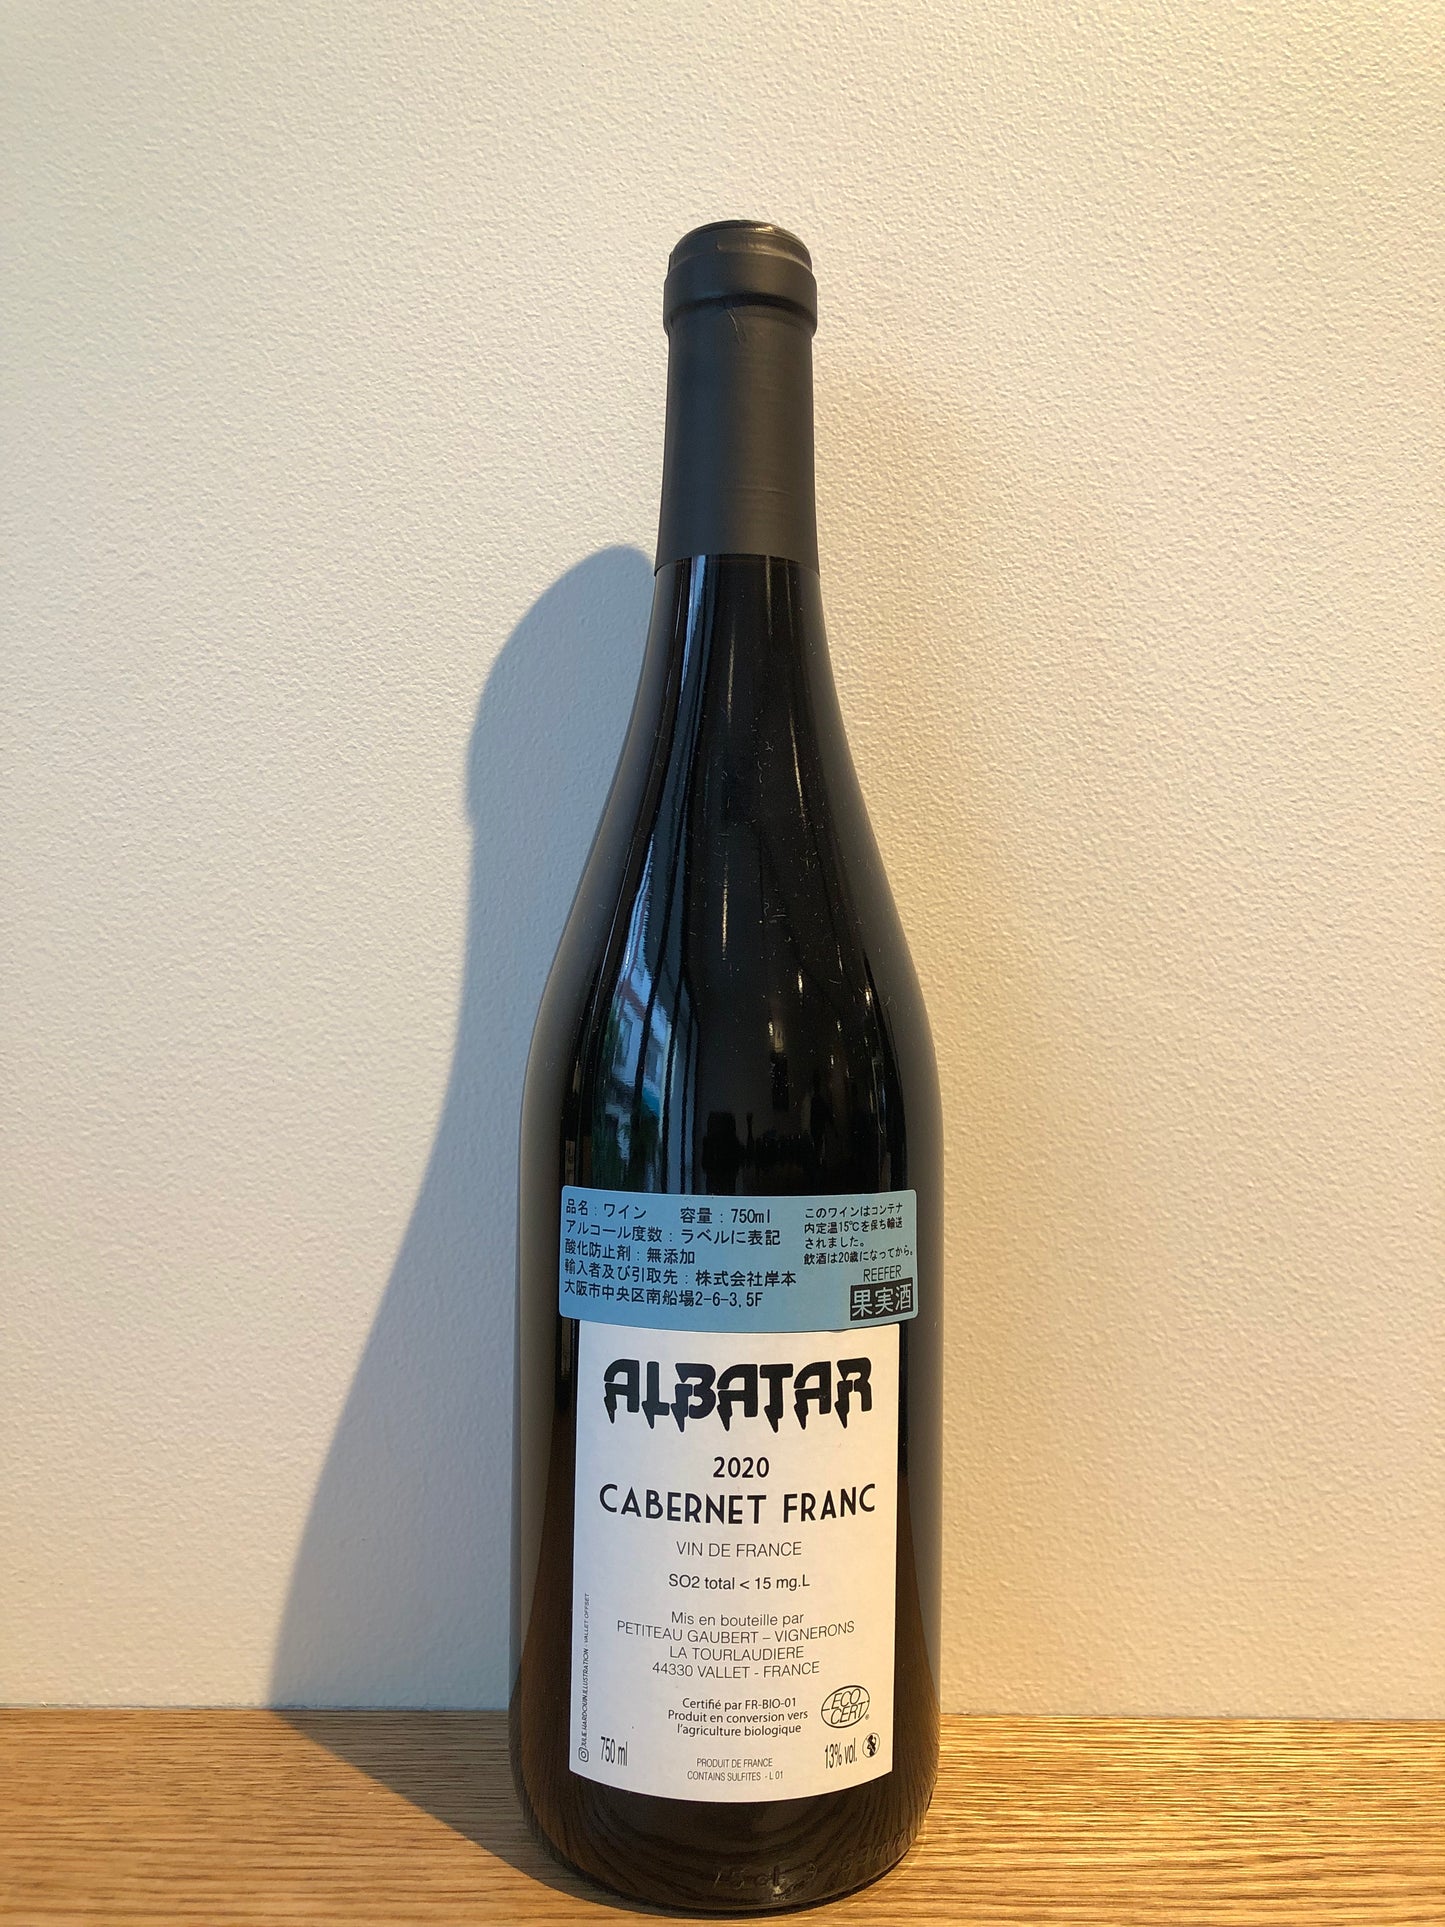 品名：ワイン　容量：750ml
アルコール度数：ラベルに表記
酸化防止剤：無添加
輸入者及び引取先：株式会社岸本
大阪市中央区南船場2-6-3,5F
このワインはコンテナ
内定温15℃を保ち輸送
されました。
飲酒は20歳になってから。
REEFER
果実酒
ALBATAR
2020
CABERNET FRANC
VIN DE FRANCE
SO2 total < 15 mg.L
Mis en bouteille par
PETITEAU GAUBERT – VIGNERONS
LA TOURLAUDIERE
44330 VALLET - FRANCE
Certifié par FR-BIO-01
Produit en conversion vers
l'agriculture biologique
ECO
CERT®
750 ml
13% vol.
PRODUIT DE FRANCE
CONTAINS SULFITES - L 01
JULIE.HARDOUIN.ILLUSTRATION - VALLET OFFSET